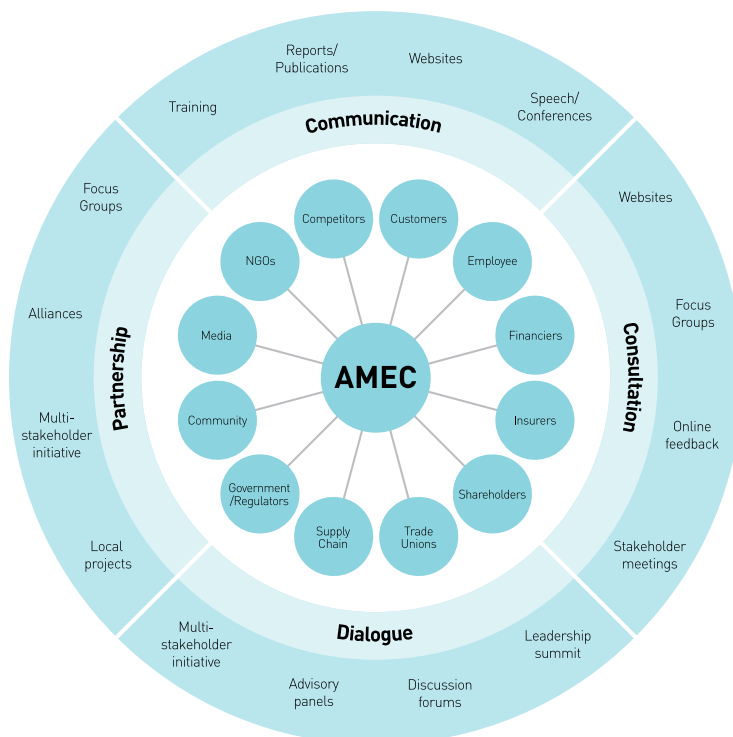 Reports/
Publications
Websites
Training
Speech/
Conferences
Communication
Focus
Groups
Websites
Alliances
Focus
Groups
Partnership
Consultation
Multi-
stakeholder
initiative
Online
feedback
Local
projects
Stakeholder
meetings
Competitors
Customers
NGOs
Employee
Media
Financiers
AMEC
Community
Insurers
Government
/Regulators
Shareholders
Supply
Chain
Trade
Unions
Dialogue
Multi-
stakeholder
initiative
Leadership
summit
Advisory
panels
Discussion
forums